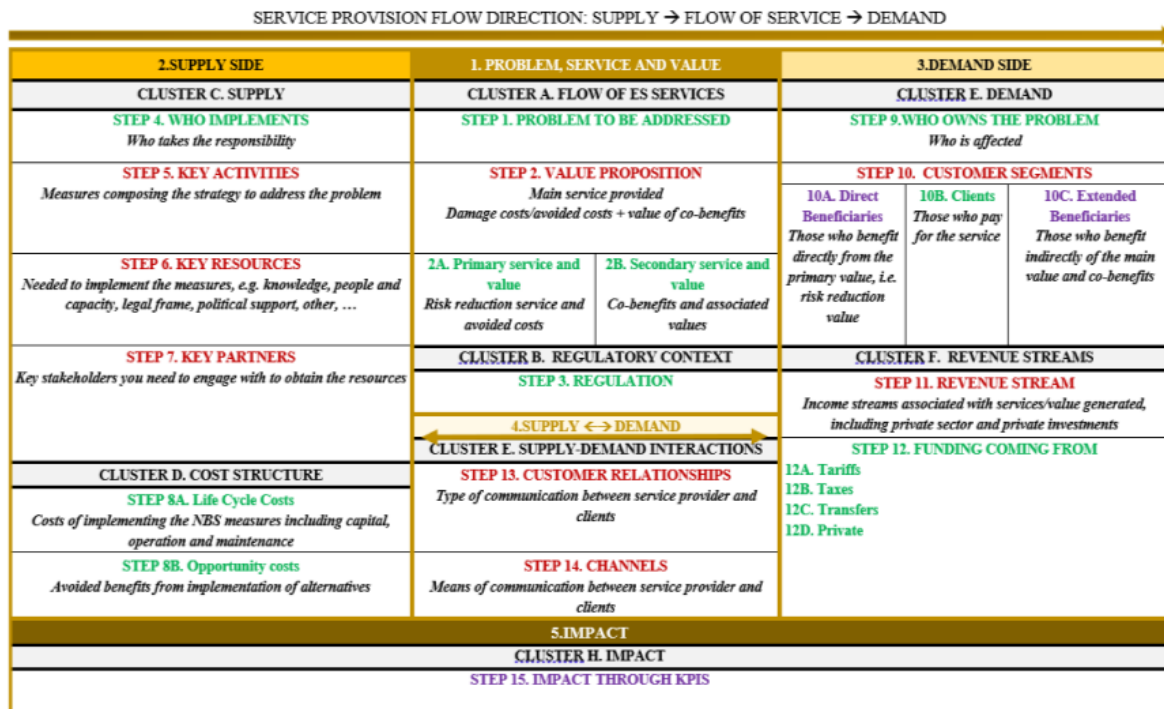 SERVICE PROVISION FLOW DIRECTION: SUPPLY → FLOW OF SERVICE → DEMAND
2.SUPPLY SIDE
CLUSTER C. SUPPLY
STEP 4. WHO IMPLEMENTS
Who takes the responsibility
STEP 5. KEY ACTIVITIES
Measures composing the strategy to address the problem
STEP 6. KEY RESOURCES
Needed to implement the measures, e.g. knowledge, people and
capacity, legal frame, political support, other, …
STEP 7. KEY PARTNERS
Key stakeholders you need to engage with to obtain the resources
CLUSTER D. COST STRUCTURE
STEP 8A. Life Cycle Costs
Costs of implementing the NBS measures including capital,
operation and maintenance
STEP 8B. Opportunity costs
Avoided benefits from implementation of alternatives
1. PROBLEM, SERVICE AND VALUE
CLUSTER A. FLOW OF ES SERVICES
STEP 1. PROBLEM TO BE ADDRESSED
STEP 2. VALUE PROPOSITION
Main service provided
Damage costs/avoided costs + value of co-benefits
2A. Primary service and
value
Risk reduction service and
avoided costs
2B. Secondary service and
value
Co-benefits and associated
values
CLUSTER B. REGULATORY CONTEXT
STEP 3. REGULATION
4.SUPPLY ↔ DEMAND
CLUSTER E. SUPPLY-DEMAND INTERACTIONS
STEP 13. CUSTOMER RELATIONSHIPS
Type of communication between service provider and
clients
STEP 14. CHANNELS
Means of communication between service provider and
clients
3.DEMAND SIDE
CLUSTER E. DEMAND
STEP 9.WHO OWNS THE PROBLEM
Who is affected
STEP 10. CUSTOMER SEGMENTS
10A. Direct
Beneficiaries
Those who benefit
directly from the
primary value, i.e.
risk reduction
value
10B. Clients
Those who pay
for the service
10C. Extended
Beneficiaries
Those who benefit
indirectly of the main
value and co-benefits
CLUSTER F. REVENUE STREAMS
STEP 11. REVENUE STREAM
Income streams associated with services/value generated,
including private sector and private investments
STEP 12. FUNDING COMING FROM
12A. Tariffs
12B. Taxes
12C. Transfers
12D. Private
5.IMPACT
CLUSTER H. IMPACT
STEP 15. IMPACT THROUGH KPIS